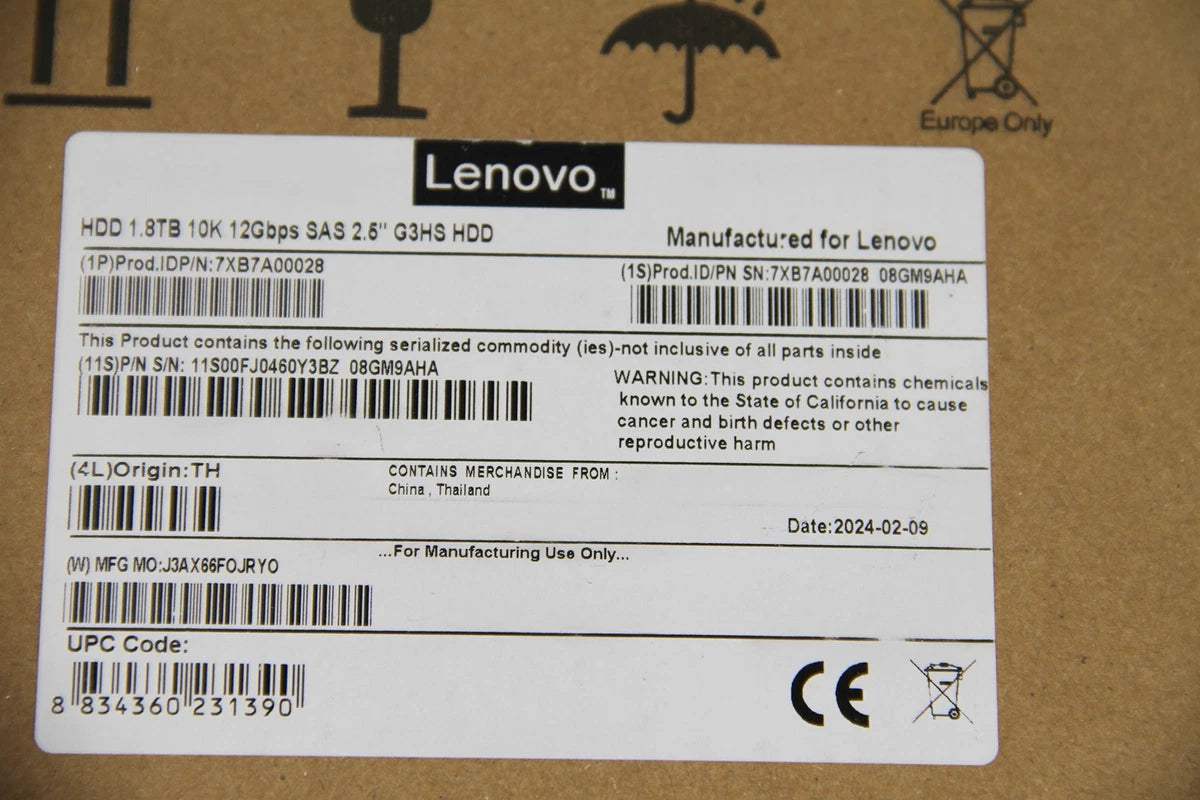 Europe Only
Lenovo™
HDD 1.8TB 10K 12Gbps SAS 2.5" G3HS HDD
Manufactured for Lenovo
(1P)Prod.IDP/N:7XB7A00028
(1S)Prod.ID/PN SN:7XB7A00028 08GM9AHA
This Product contains the following serialized commodity (ies)-not inclusive of all parts inside
(11S)P/N S/N: 11S00FJ0460Y3BZ 08GM9AHA
WARNING:This product contains chemicals
known to the State of California to cause
cancer and birth defects or other
reproductive harm
(4L)Origin:TH
CONTAINS MERCHANDISE FROM :
China , Thailand
Date:2024-02-09
...For Manufacturing Use Only...
(W) MFG MO:J3AX66FOJRYO
UPC Code:
8 834360 231390
CE